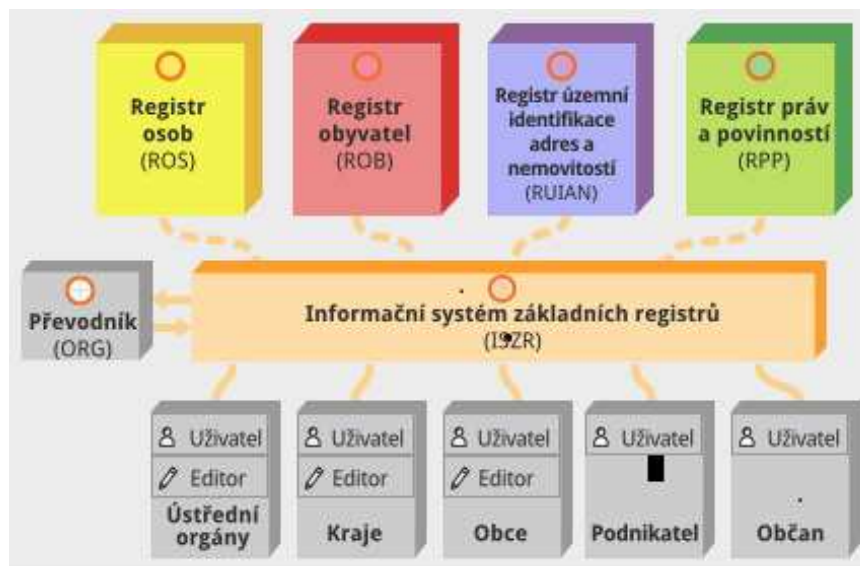 Registr
osob
(ROS)
Registr
obyvatel
(ROB)
Registr územní
identifikace
adres a
nemovitostí
(RUIAN)
Registr práv
a povinností
(RPP)
Převodník
(ORG)
Informační systém základních registrů
(ISZR)
Uživatel
Editor
Ústřední
orgány
Uživatel
Editor
Kraje
Uživatel
Editor
Obce
Uživatel
Podnikatel
Uživatel
Občan